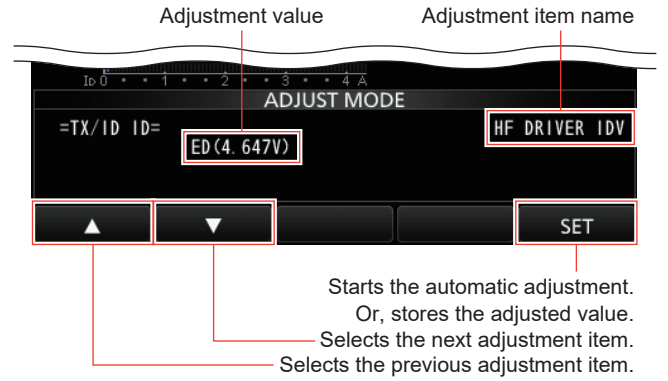 Adjustment value
Adjustment item name
ID 0 • • 1 • • 2 • • 3 • • 4 A
ADJUST MODE
=TX/ID ID=
HF DRIVER IDV
ED(4.647V)
▲ ▼ SET
Starts the automatic adjustment.
Or, stores the adjusted value.
Selects the next adjustment item.
Selects the previous adjustment item.